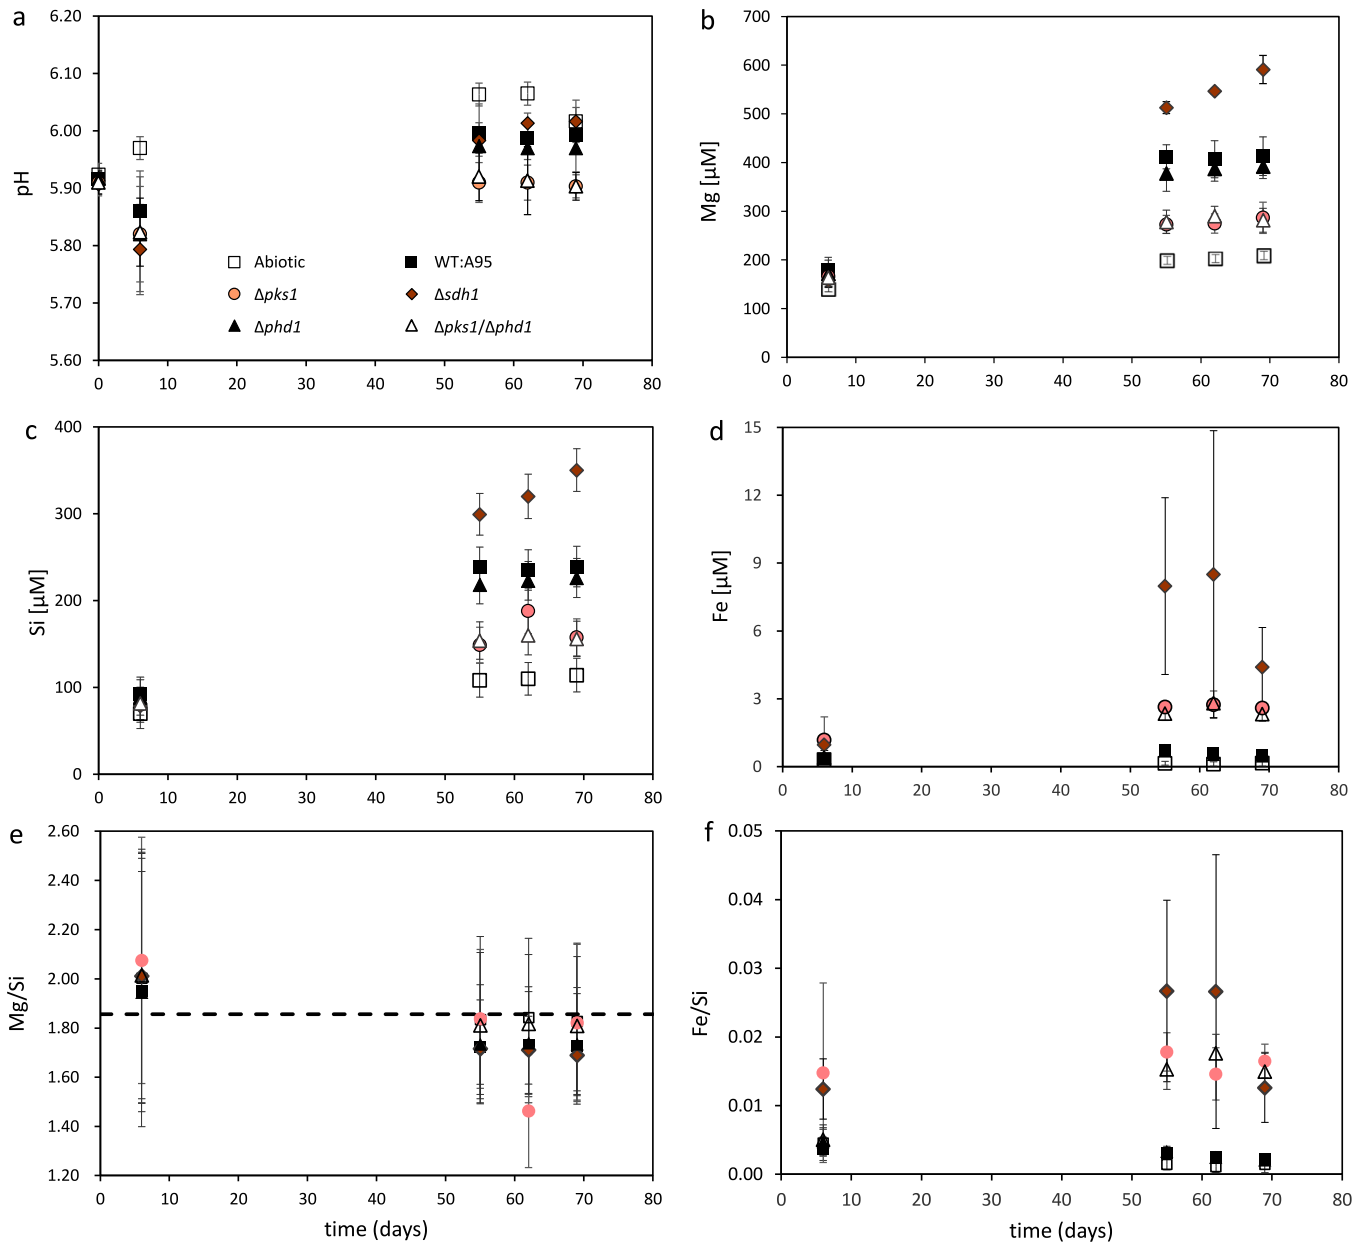 a
6.20
6.10
6.00
5.90
5.80
5.70
5.60
pH
0 10 20 30 40 50 60 70 80
Abiotic
WT:A95
Δpks1
Δsdh1
Δphd1
Δpks1/Δphd1
b
700
600
500
400
300
200
100
0
Mg [µM]
0 10 20 30 40 50 60 70 80
c
400
300
200
100
0
Si [µM]
0 10 20 30 40 50 60 70 80
d
15
12
9
6
3
0
Fe [µM]
0 10 20 30 40 50 60 70 80
e
2.60
2.40
2.20
2.00
1.80
1.60
1.40
1.20
Mg/Si
0 10 20 30 40 50 60 70 80
time (days)
f
0.05
0.04
0.03
0.02
0.01
0.00
Fe/Si
0 10 20 30 40 50 60 70 80
time (days)